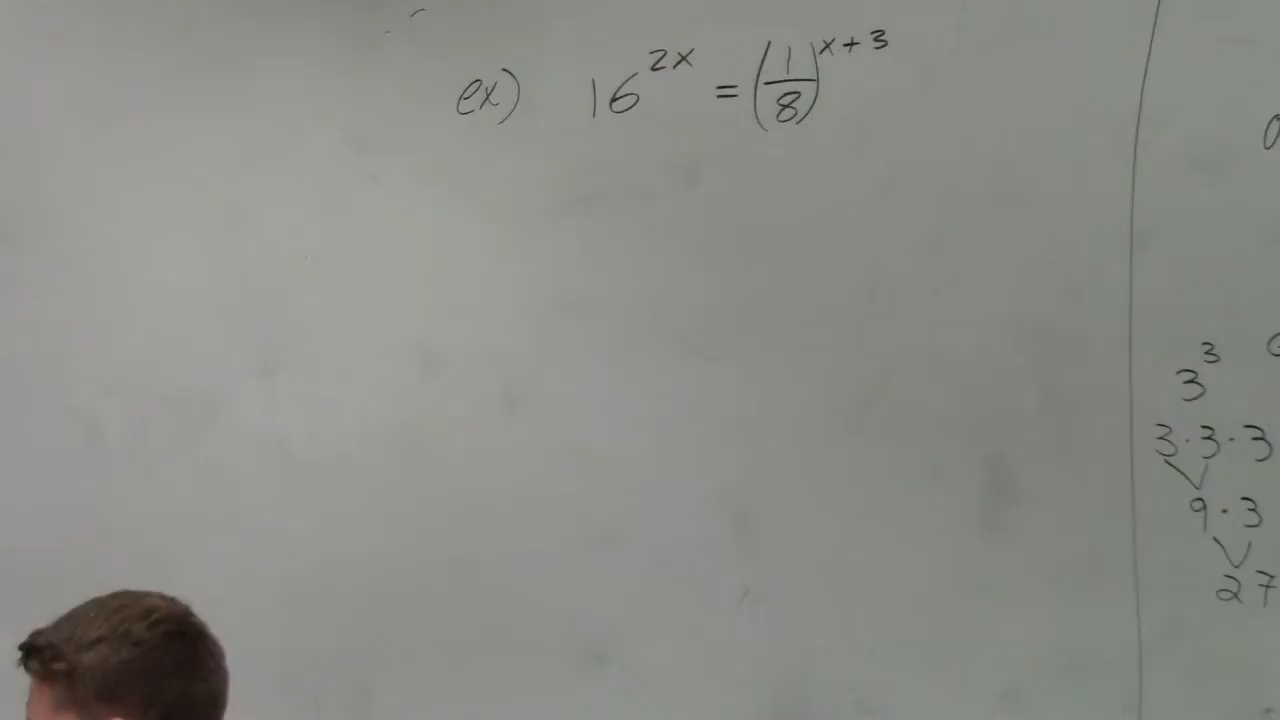 ex) 16^{2x} = (1/8)^{x+3}
3^3
3·3·3
9·3
27